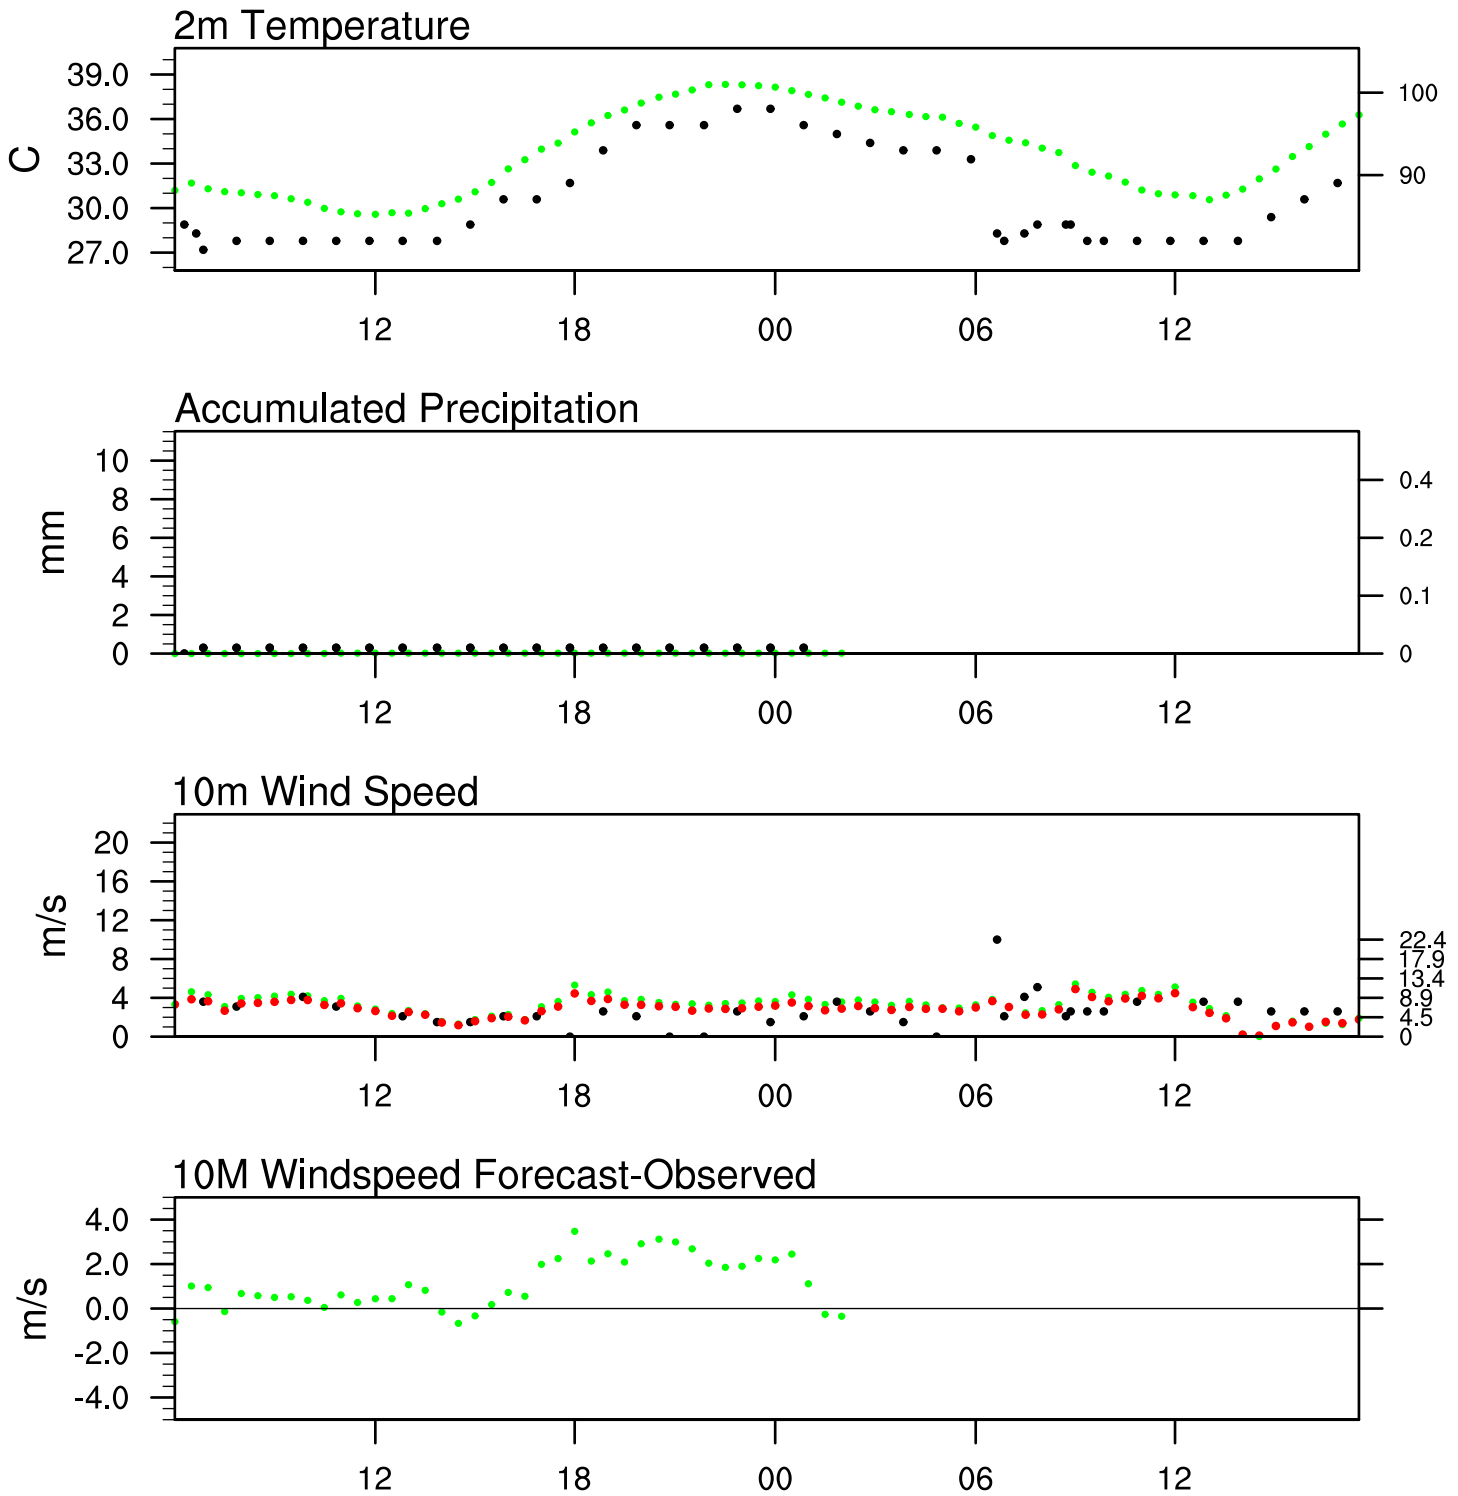 2m Temperature
39.0
36.0
33.0
30.0
27.0
C
100
90
12 18 00 06 12
Accumulated Precipitation
10
8
6
4
2
0
mm
0.4
0.2
0.1
0
12 18 00 06 12
10m Wind Speed
20
16
12
8
4
0
m/s
22.4
17.9
13.4
8.9
4.5
0
12 18 00 06 12
10M Windspeed Forecast-Observed
4.0
2.0
0.0
-2.0
-4.0
m/s
12 18 00 06 12